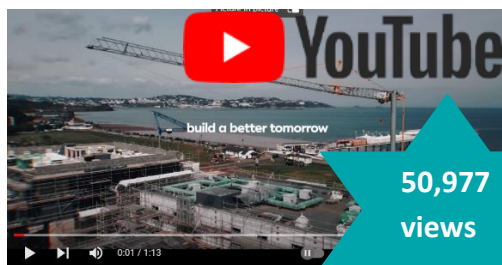 Picture in picture
YouTube
build a better tomorrow
50,977
views
0:01 / 1:13